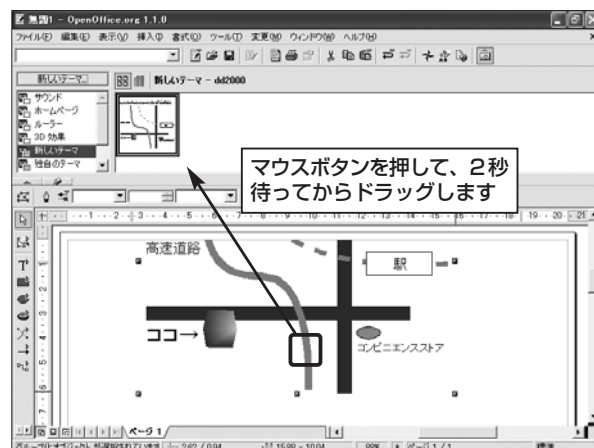 無題1 - OpenOffice.org 1.1.0
ファイル(F) 編集(E) 表示(V) 挿入(I) 書式(O) ツール(T) 変更(M) ウィンドウ(W) ヘルプ(H)
新しいテーマ...
新しいテーマ - dd2000
サウンド
ホームページ
ルーラー
3D 効果
新しいテーマ
独自のテーマ
マウスボタンを押して、2秒
待ってからドラッグします
高速道路
駅
ココ→
コンビニエンスストア
ページ 1
99%
ページ 1 / 1
標準